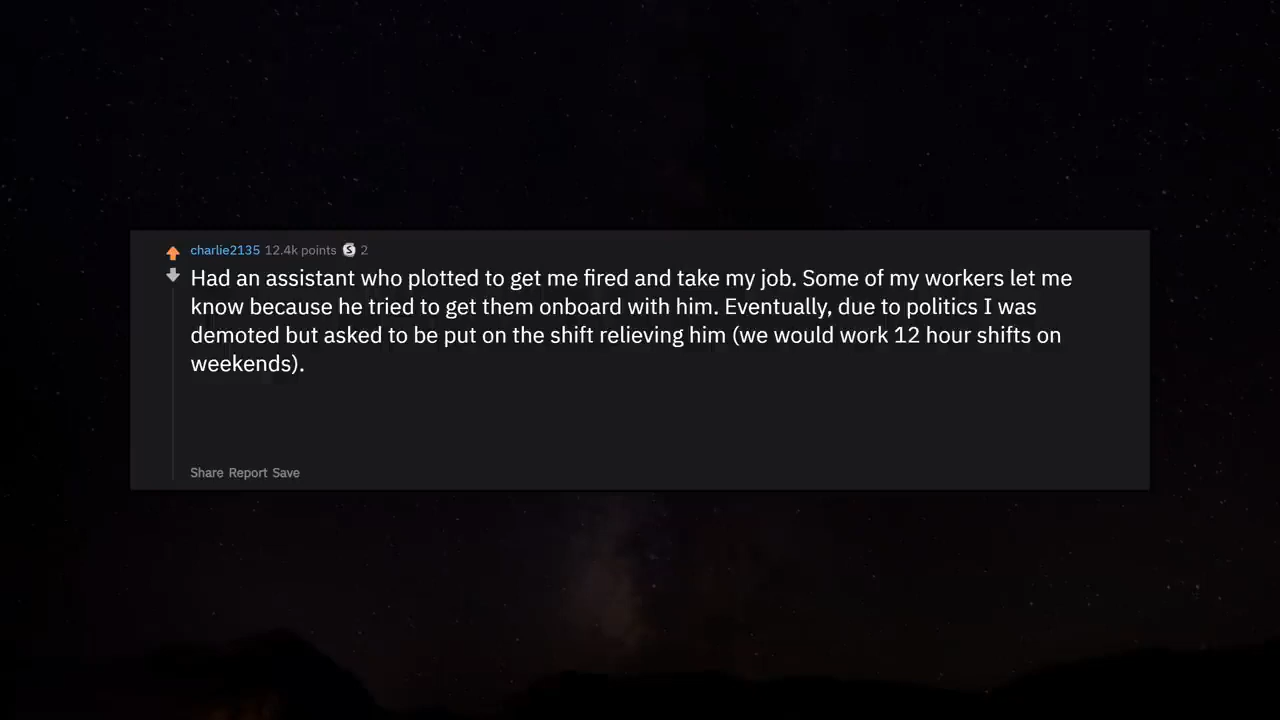 charlie2135 12.4k points S 2
Had an assistant who plotted to get me fired and take my job. Some of my workers let me
know because he tried to get them onboard with him. Eventually, due to politics I was
demoted but asked to be put on the shift relieving him (we would work 12 hour shifts on
weekends).
Share Report Save